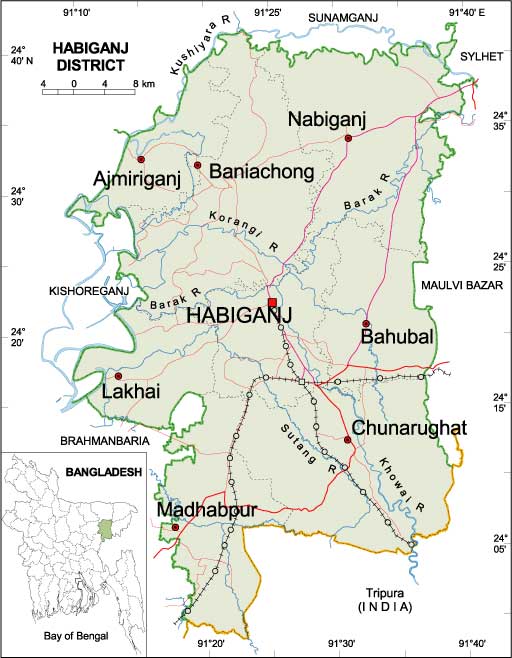 91°10'
91°25'
91°40' E
SUNAMGANJ
24°
40' N
HABIGANJ
DISTRICT
4 0 4 8 km
Kushiyara R
SYLHET
24°
35'
Nabiganj
Ajmiriganj
Baniachong
24°
30'
Barak R
Korangi R
24°
25'
KISHOREGANJ
MAULVI BAZAR
Barak R
HABIGANJ
24°
20'
Bahubal
Lakhai
24°
15'
Chunarughat
BRAHMANBARIA
Sutang R
Khowai R
24°
10'
BANGLADESH
Madhabpur
24°
05'
Tripura
(INDIA)
Bay of Bengal
91°20'
91°30'
91°40'